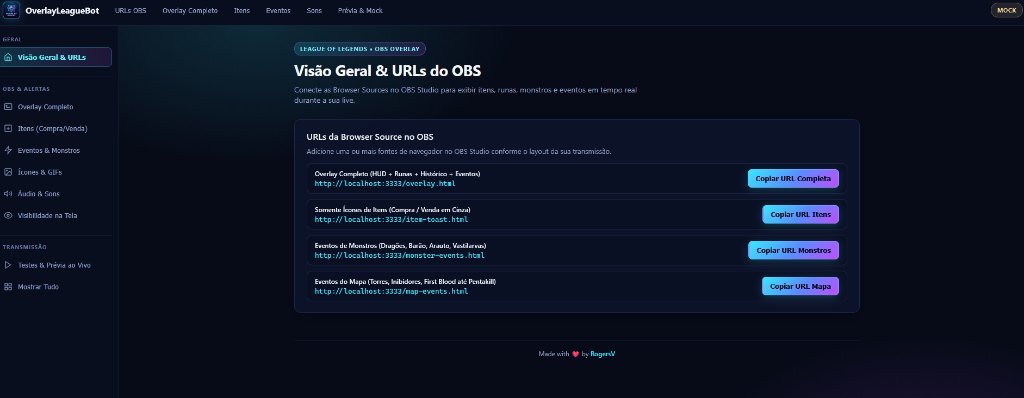 OverlayLeagueBot
URLs OBS
Overlay Completo
Itens
Eventos
Sons
Prévia & Mock
MOCK
GERAL
Visão Geral & URLs
OBS & ALERTAS
Overlay Completo
Itens (Compra/Venda)
Eventos & Monstros
Ícones & GIFs
Áudio & Sons
Visibilidade na Tela
TRANSMISSÃO
Testes & Prévia ao Vivo
Mostrar Tudo
LEAGUE OF LEGENDS • OBS OVERLAY
Visão Geral & URLs do OBS
Conecte as Browser Sources no OBS Studio para exibir itens, runas, monstros e eventos em tempo real
durante a sua live.
URLs da Browser Source no OBS
Adicione uma ou mais fontes de navegador no OBS Studio conforme o layout da sua transmissão.
Overlay Completo (HUD + Runas + Histórico + Eventos)
http://localhost:3333/overlay.html
Copiar URL Completa
Somente Ícones de Itens (Compra / Venda em Cinza)
http://localhost:3333/item-toast.html
Copiar URL Itens
Eventos de Monstros (Dragões, Barão, Arauto, Vastilarvas)
http://localhost:3333/monster-events.html
Copiar URL Monstros
Eventos do Mapa (Torres, Inibidores, First Blood até Pentakill)
http://localhost:3333/map-events.html
Copiar URL Mapa
Made with ❤️ by RogersV